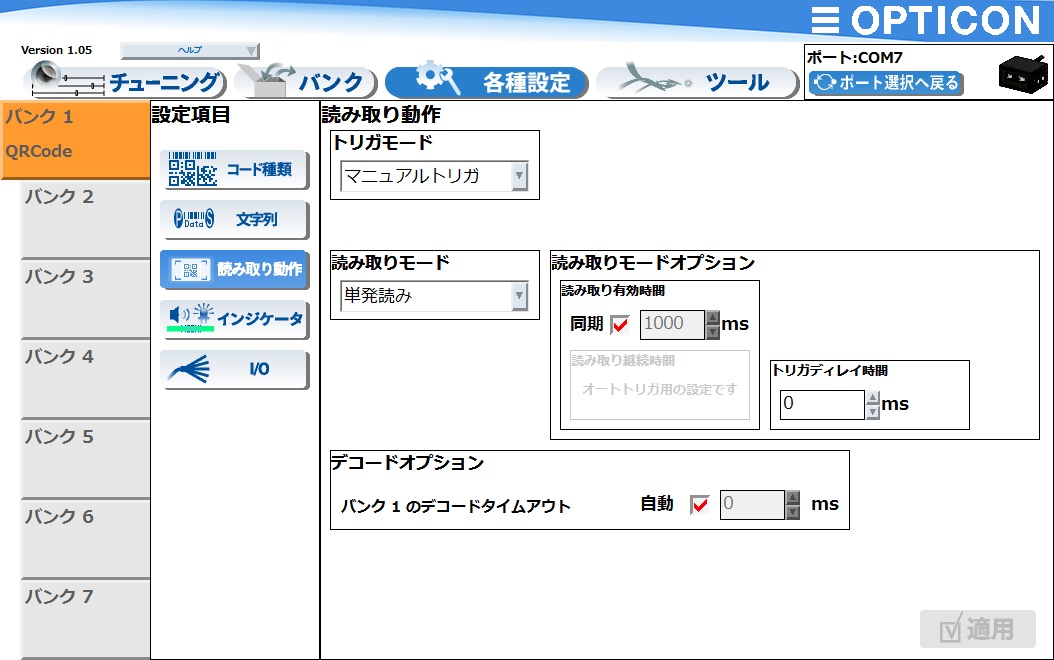 OPTICON
Version 1.05
ヘルプ
ポート:COM7
チューニング
バンク
各種設定
ツール
ポート選択へ戻る
バンク 1
QRCode
バンク 2
バンク 3
バンク 4
バンク 5
バンク 6
バンク 7
設定項目
コード種類
P Data S
文字列
読み取り動作
インジケータ
I/O
読み取り動作
トリガモード
マニュアルトリガ
読み取りモード
単発読み
読み取りモードオプション
読み取り有効時間
同期 1000 ms
読み取り継続時間
オートトリガ用の設定です
トリガディレイ時間
0 ms
デコードオプション
バンク 1 のデコードタイムアウト 自動 0 ms
適用